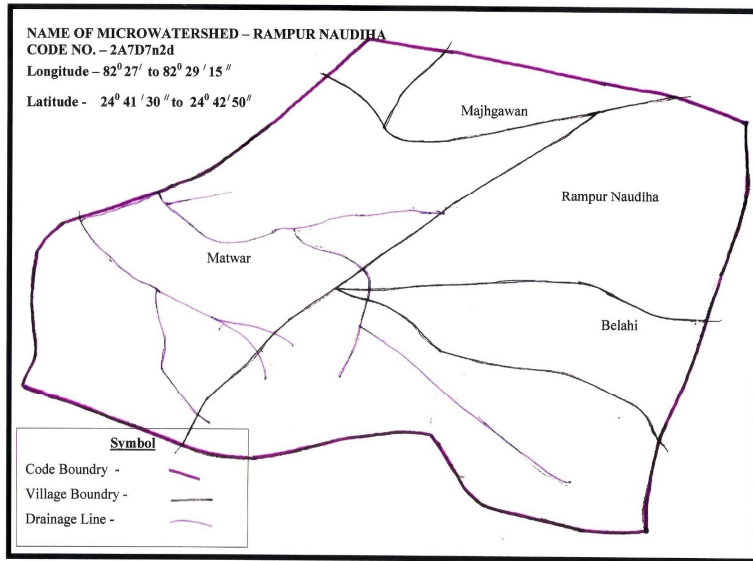 NAME OF MICROWATERSHED – RAMPUR NAUDIHA
CODE NO. – 2A7D7n2d
Longitude – 82⁰ 27′ to 82⁰ 29 ′ 15 ″
Latitude - 24⁰ 41 ′ 30 ″ to 24⁰ 42 ′ 50″
Majhgawan
Rampur Naudiha
Matwar
Belahi
Symbol
Code Boundry -
Village Boundry -
Drainage Line -